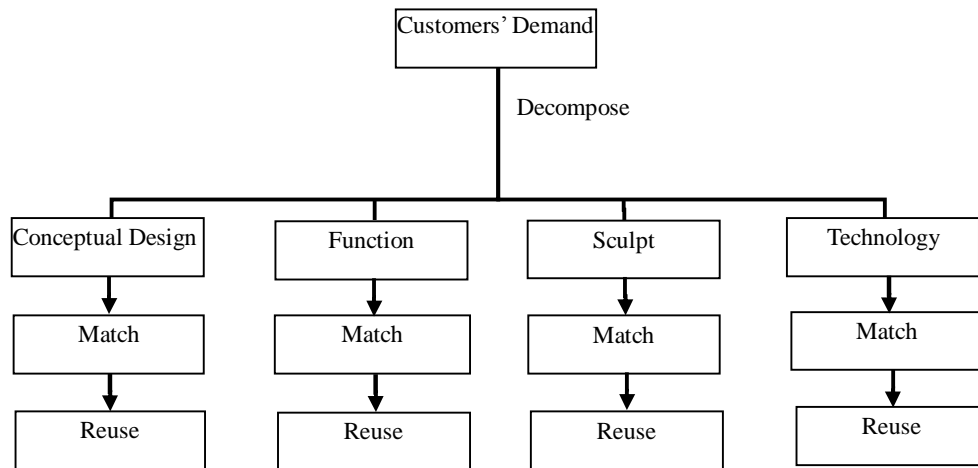 Customers’ Demand
Decompose
Conceptual Design
Function
Sculpt
Technology
Match
Match
Match
Match
Reuse
Reuse
Reuse
Reuse